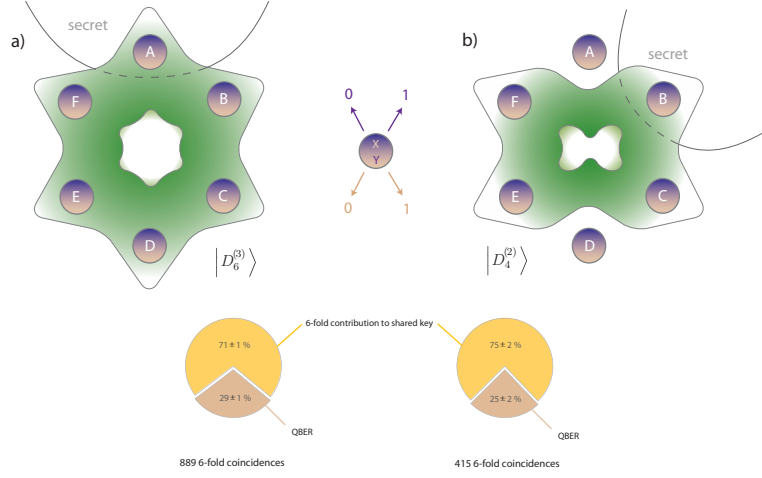 a)
secret
A
B
C
D
E
F
|D_6^{(3)}⟩
0
1
X
Y
0
1
b)
secret
A
B
C
D
E
F
|D_4^{(2)}⟩
6-fold contribution to shared key
71 ± 1 %
29 ± 1 %
QBER
889 6-fold coincidences
75 ± 2 %
25 ± 2 %
QBER
415 6-fold coincidences